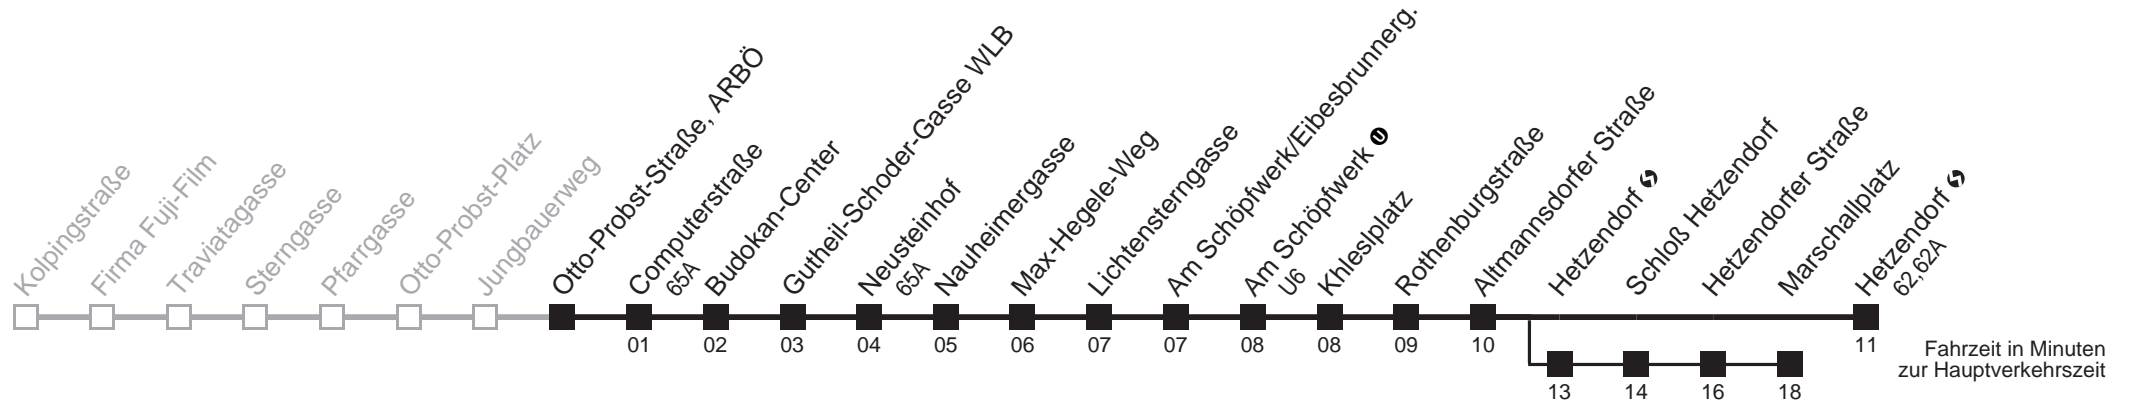 Kolpingstraße
Firma Fuji-Film
Traviatagasse
Sterngasse
Pfarrgasse
Otto-Probst-Platz
Jungbauerweg
Otto-Probst-Straße, ARBÖ
Computerstraße
65A
Budokan-Center
Gutheil-Schoder-Gasse WLB
Neusteinhof
65A
Nauheimergasse
Max-Hegele-Weg
Lichtensterngasse
Am Schöpfwerk/Eibesbrunnerg.
Am Schöpfwerk U
U6
Khleslplatz
Rothenburgstraße
Altmannsdorfer Straße
Hetzendorf S
Schloß Hetzendorf
Hetzendorfer Straße
Marschallplatz
Hetzendorf S
62,62A
01 02 03 04 05 06 07 07 08 08 09 10 11
13 14 16 18
Fahrzeit in Minuten
zur Hauptverkehrszeit